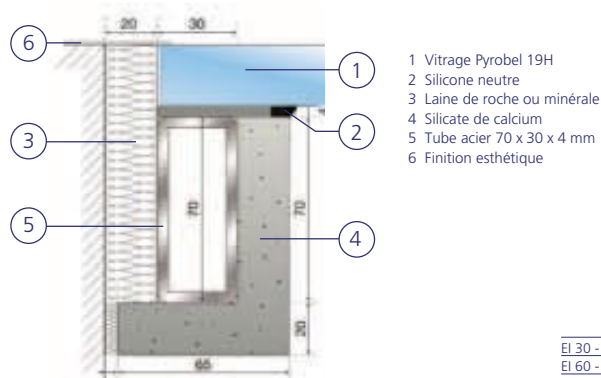 20 30
6
1
2
3
70
70
5
4
20
65
1 Vitrage Pyrobel 19H
2 Silicone neutre
3 Laine de roche ou minérale
4 Silicate de calcium
5 Tube acier 70 x 30 x 4 mm
6 Finition esthétique
EI 30 -
EI 60 -